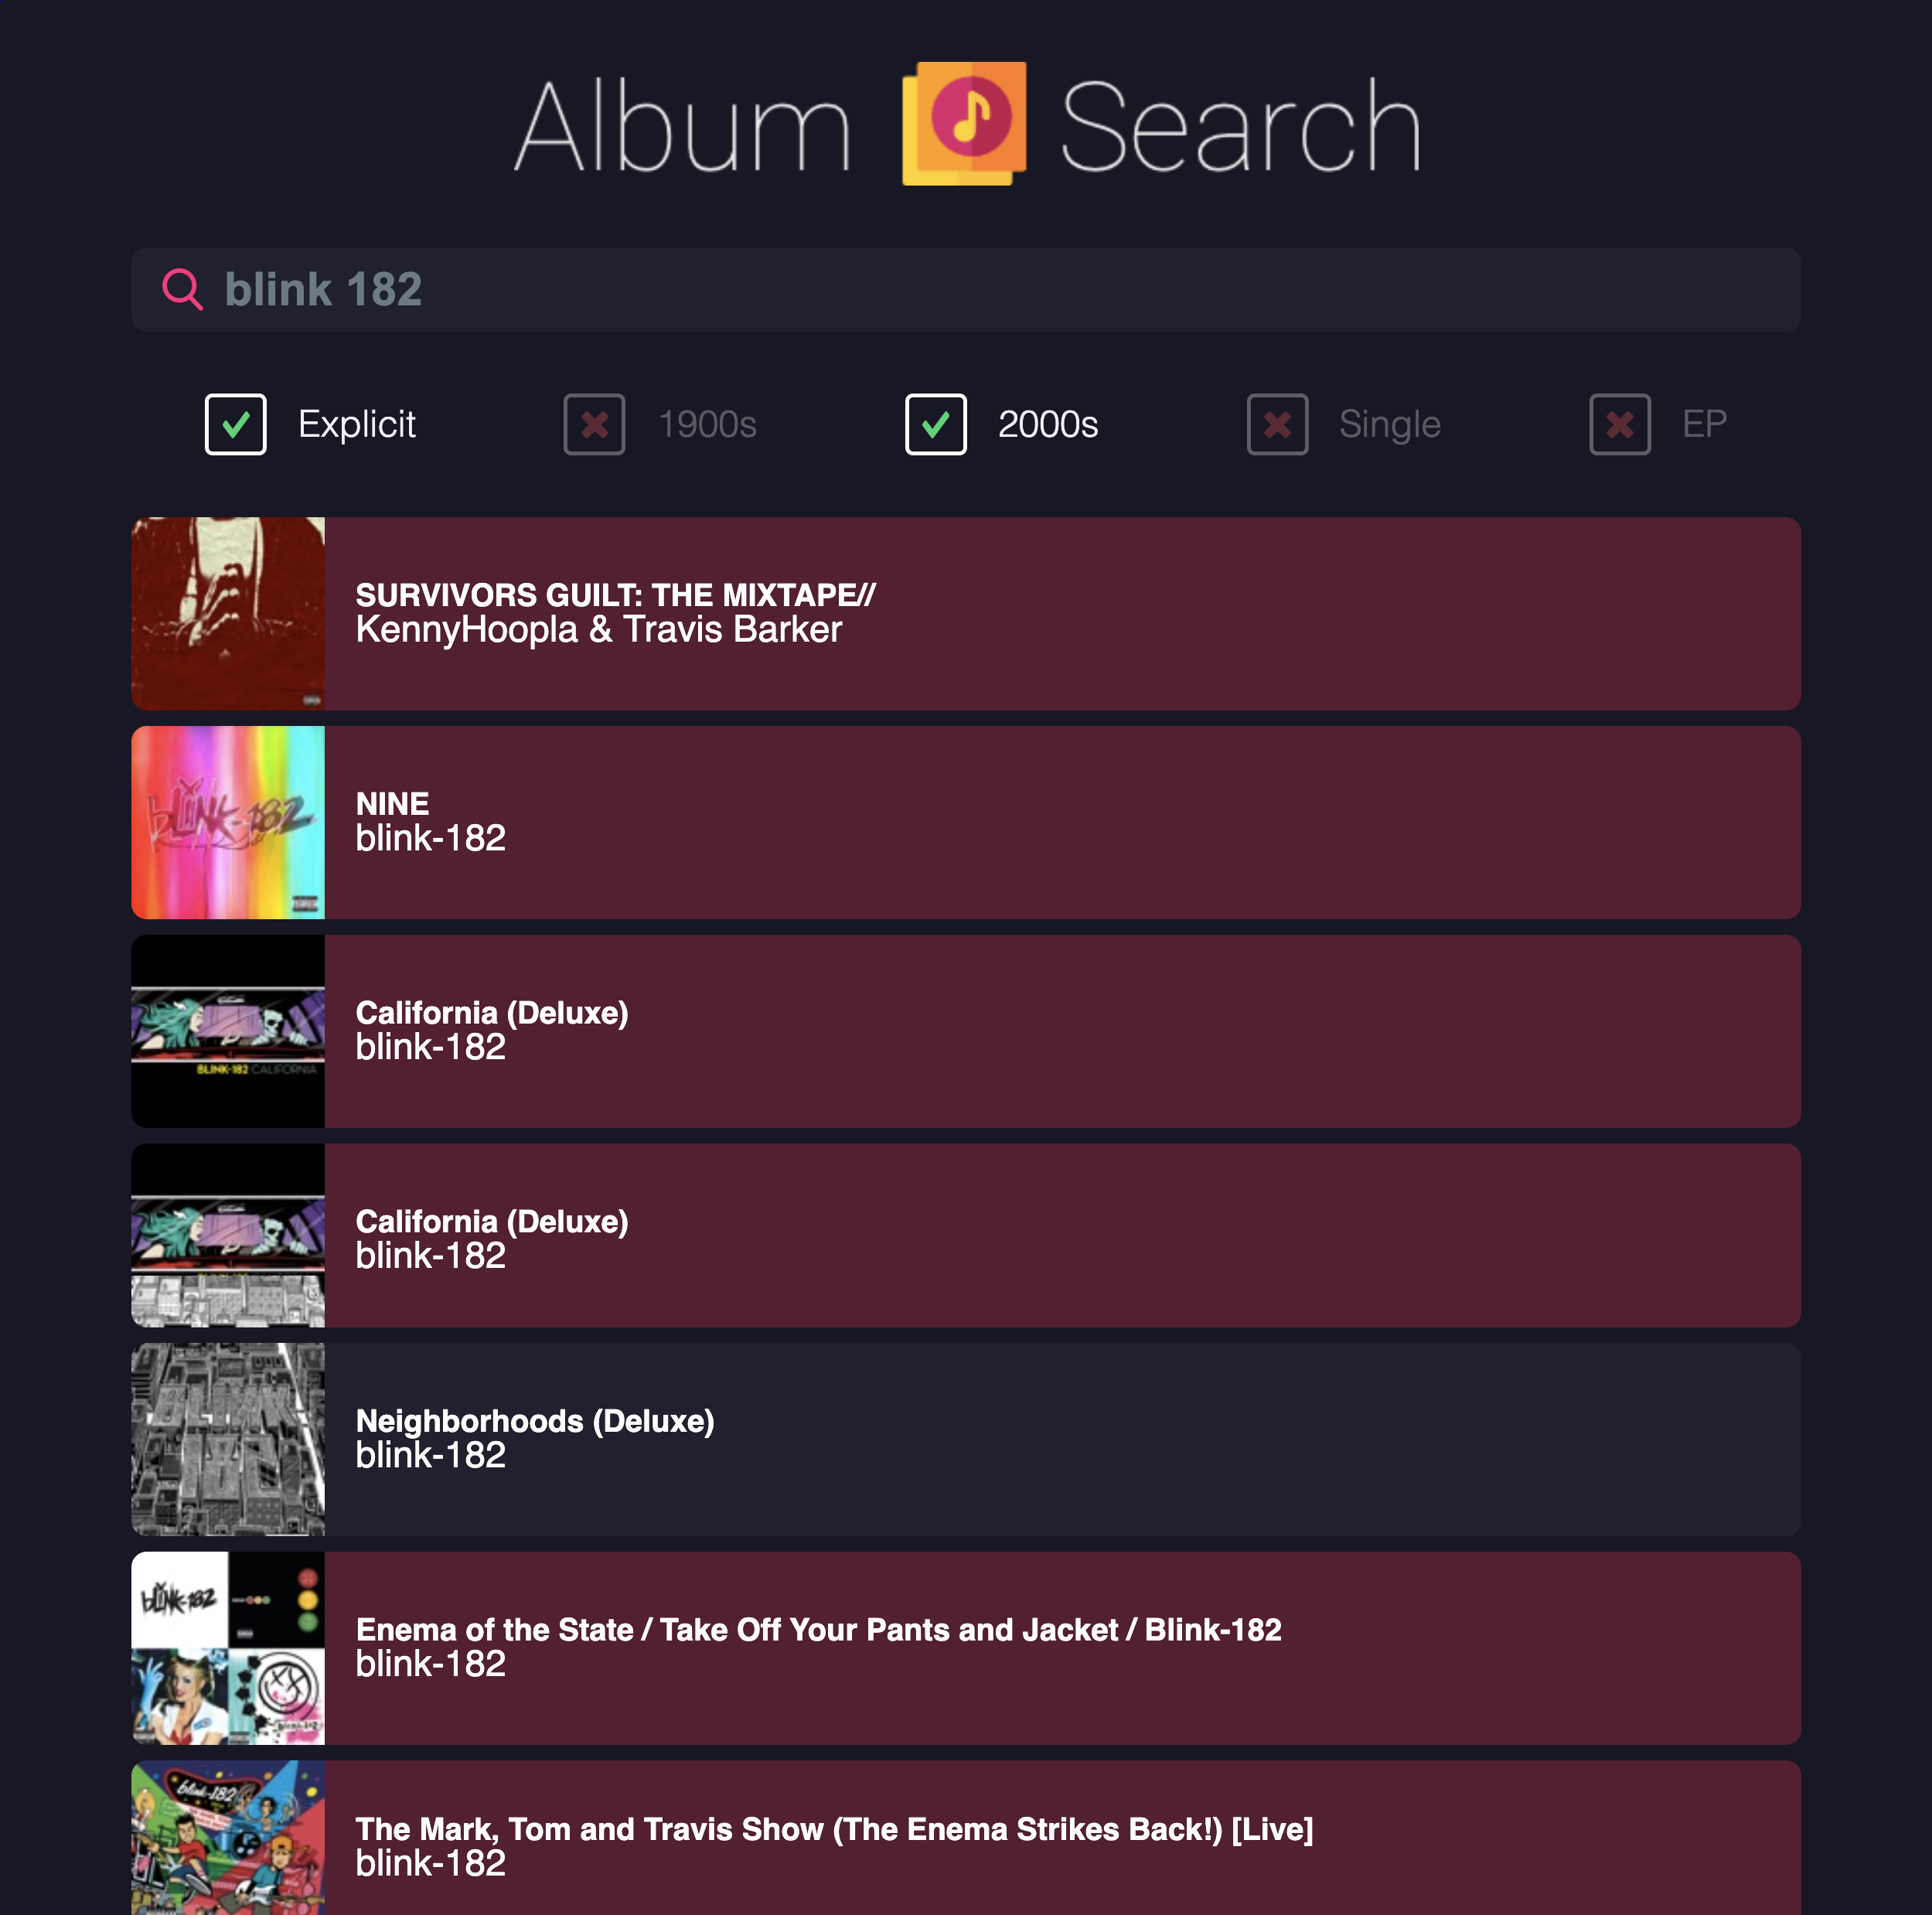 Album Search
blink 182
Explicit 1900s 2000s Single EP
SURVIVORS GUILT: THE MIXTAPE//
KennyHoopla & Travis Barker
blink-182
NINE
blink-182
California (Deluxe)
blink-182
BLINK-182 CALIFORNIA
California (Deluxe)
blink-182
BLINK
182
Neighborhoods (Deluxe)
blink-182
blink-182
Enema of the State / Take Off Your Pants and Jacket / Blink-182
blink-182
blink-182
The Mark, Tom and Travis Show (The Enema Strikes Back!) [Live]
blink-182